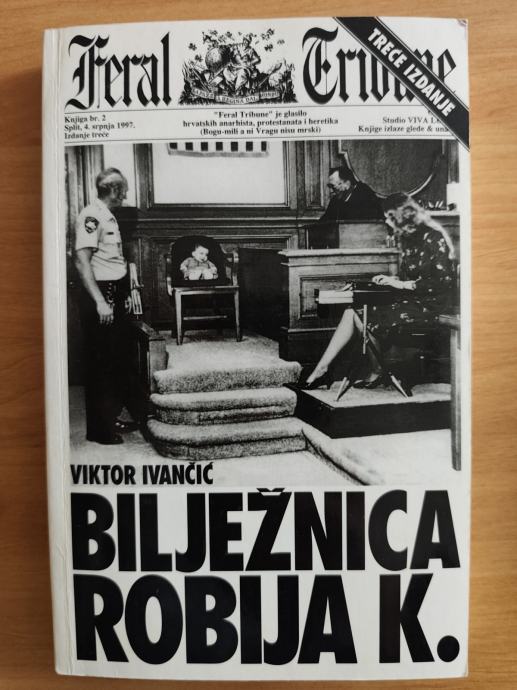 Feral Tribune
TREĆE IZDANJE
Knjiga br. 2
Split, 4. srpnja 1997.
Izdanje treće
"Feral Tribune" je glasilo
hrvatskih anarhista, protestanata i heretika
(Bogu-mili a ni Vragu nisu mrski)
Studio VIVA
Knjige izlaze glede &
VIKTOR IVANČIĆ
BILJEŽNICA
ROBIJA K.